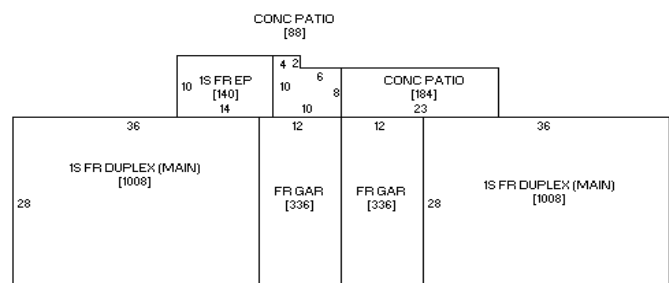 CONC PATIO
[88]
4 2
6
10 1S FR EP
[140]
14
10
8
10
CONC PATIO
[184]
23
36
12
12
36
1S FR DUPLEX (MAIN)
[1008]
28
FR GAR
[336]
FR GAR
[336]
28
1S FR DUPLEX (MAIN)
[1008]